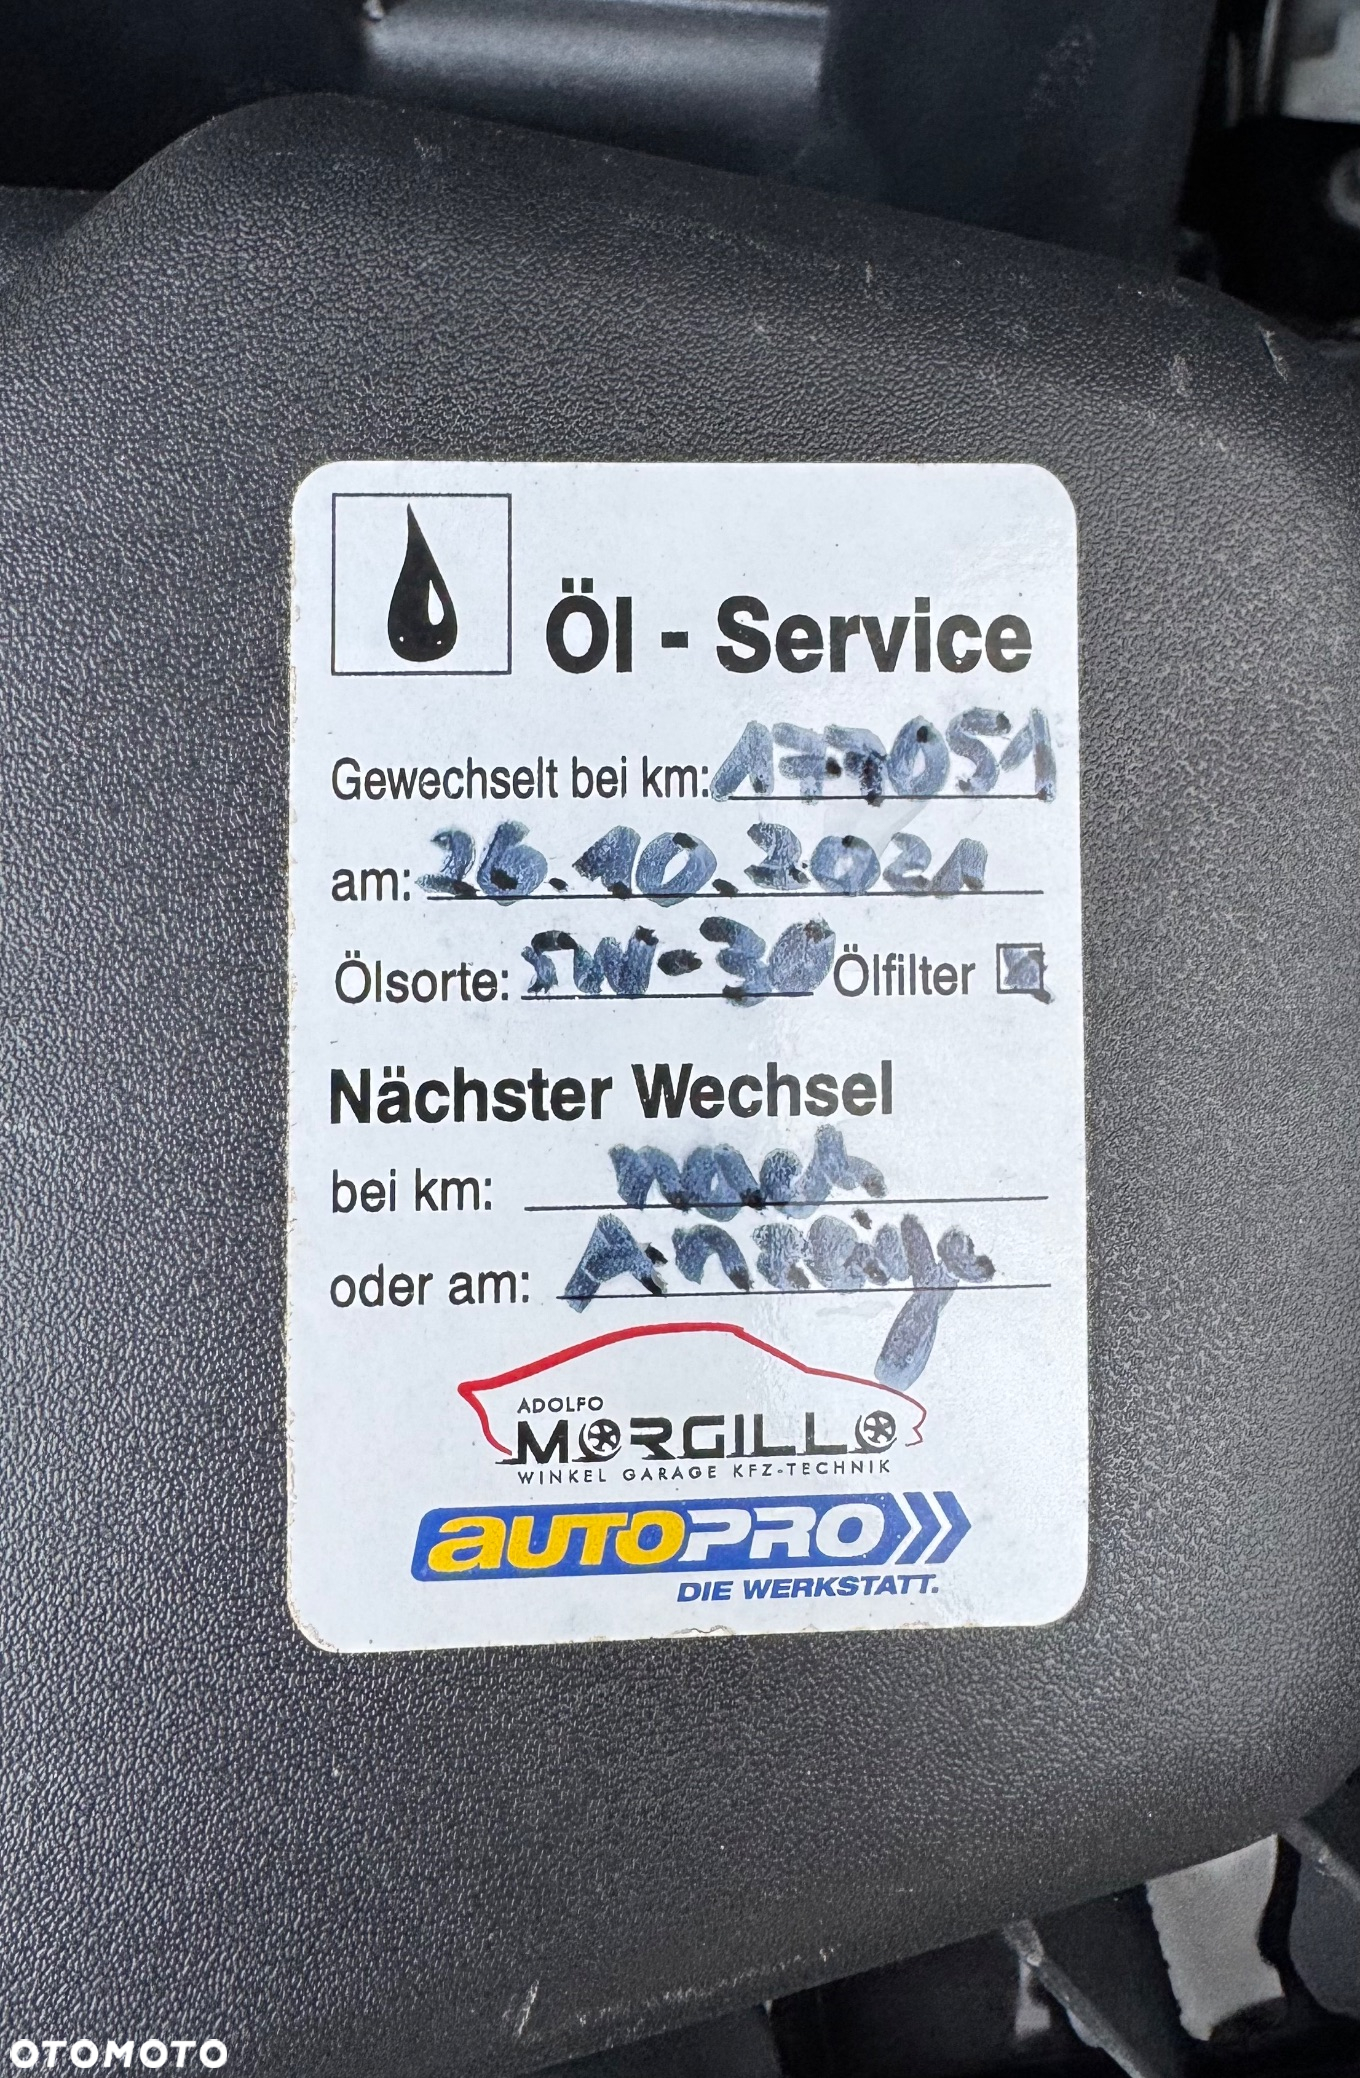 Öl - Service
Gewechselt bei km: 177051
am: 26.10.2021
Ölsorte: 5W-30 Ölfilter
Nächster Wechsel
bei km: nach
oder am: Anzeige
ADOLFO
MORGILLO
WINKEL GARAGE KFZ-TECHNIK
AUTOPRO
DIE WERKSTATT.
OTOMOTO